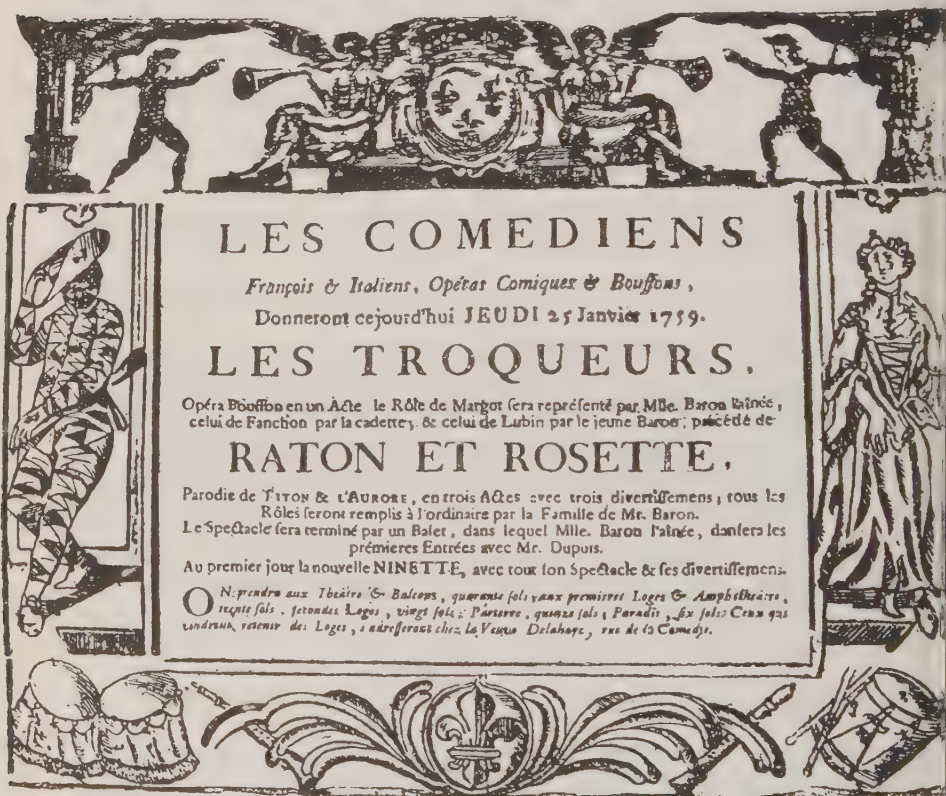 LES COMEDIENS
François & Italiens, Opéras Comiques & Bouffons,
Donneront cejourd'hui JEUDI 25 Janvier 1759.
LES TROQUEURS.
Opéra Bouffon en un Acte le Rôle de Margot sera représenté par Mlle. Baron l'aînée,
celui de Fanction par la cadette, & celui de Lubin par le jeune Baron; précédé de
RATON ET ROSETTE,
Parodie de TITON & L'AURORE, en trois Actes avec trois divertissemens; tous les
Rôles seront remplis à l'ordinaire par la Famille de Mr. Baron.
Le Spectacle sera terminé par un Balet, dans lequel Mlle. Baron l'aînée, dansera les
prémieres Entrées avec Mr. Dupuis.
Au premier jour la nouvelle NINETTE, avec tout son Spectacle & ses divertissemens.
ON prendra aux Théâtre & Balcons, quarante sols; aux premieres Loges & Amphithéâtre,
trente sols, secondes Loges, vingt sols; Parterre, quinze sols; Paradis, six sols; Ceux qui
voudront retenir des Loges, s'adresseront chez la Veuve Delahaye, rue de la Comedie.